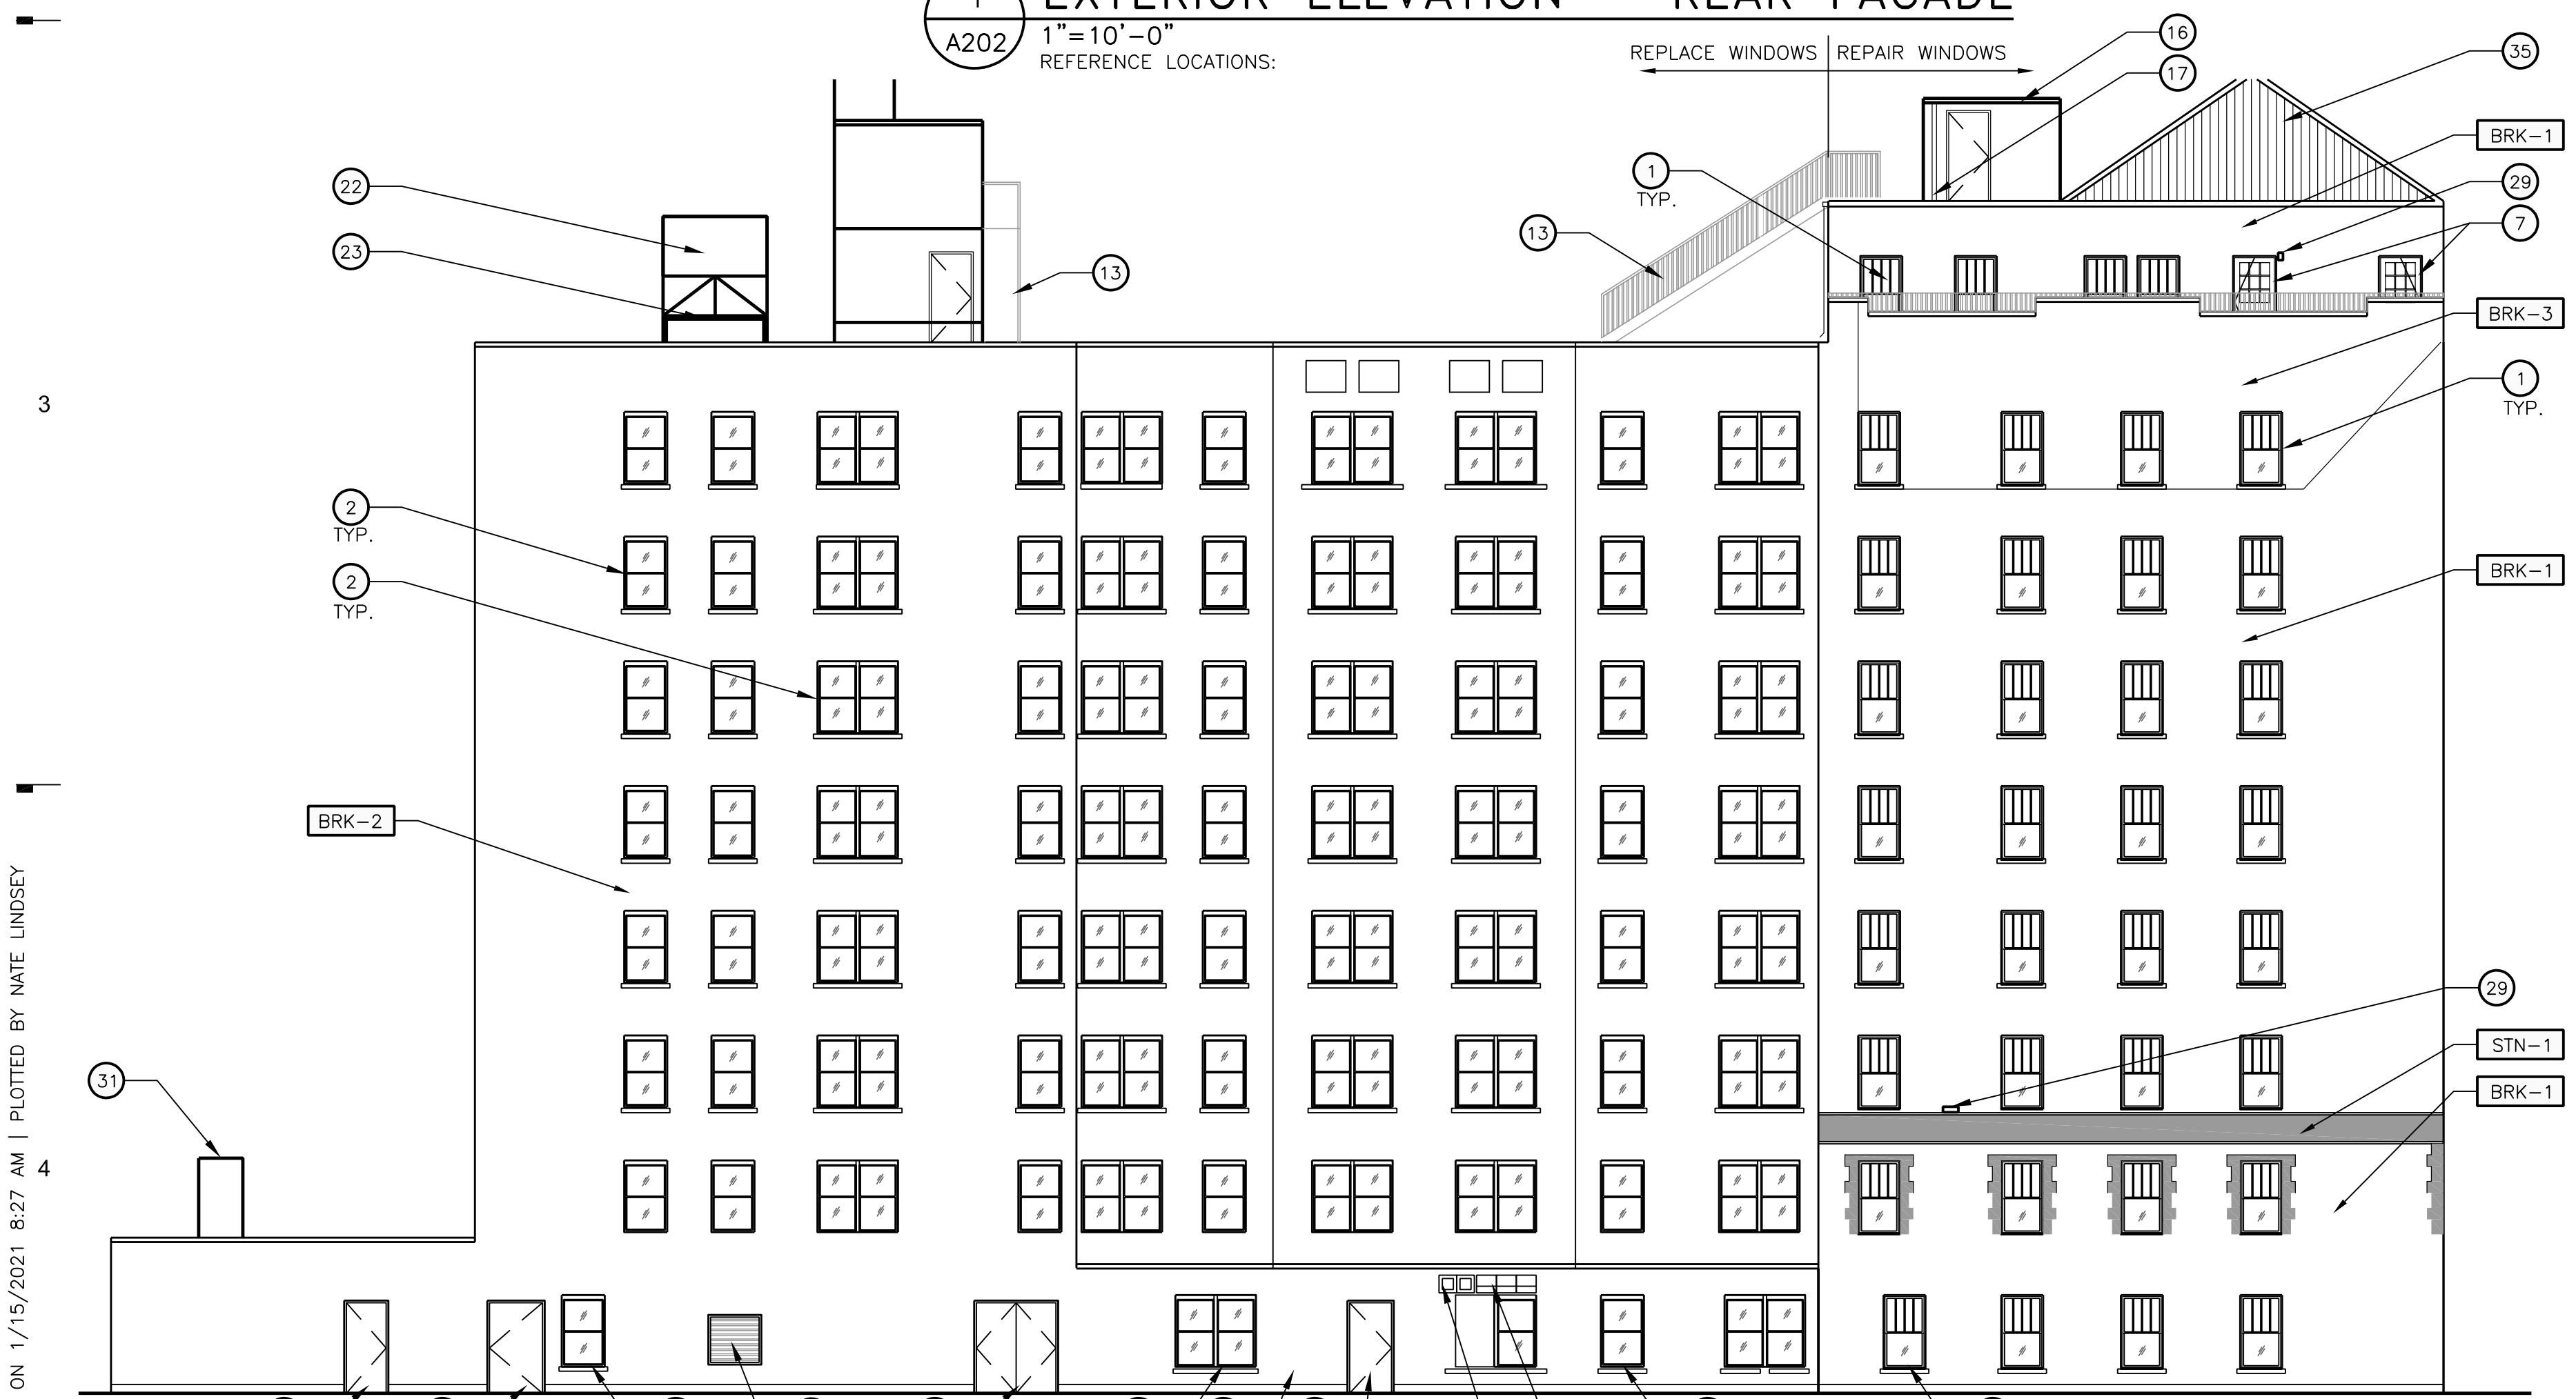 EXTERIOR ELEVATION - REAR FACADE
A202
1"=10'-0"
REFERENCE LOCATIONS:
REPLACE WINDOWS
REPAIR WINDOWS
16
35
17
BRK-1
1
TYP.
22
29
7
13
23
13
BRK-3
3
1
TYP.
2
TYP.
BRK-1
2
TYP.
BRK-2
29
STN-1
31
BRK-1
4
ON 1/15/2021 8:27 AM | PLOTTED BY NATE LINDSEY